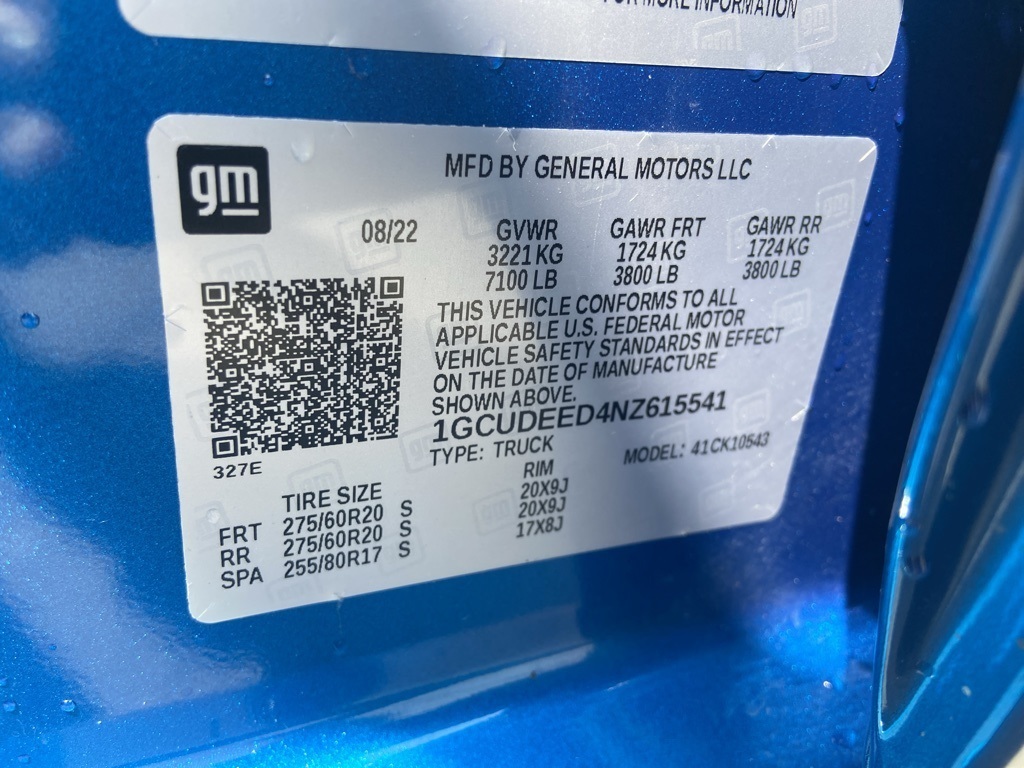 FOR MORE INFORMATION
gm
MFD BY GENERAL MOTORS LLC
08/22 GVWR GAWR FRT GAWR RR
3221 KG 1724 KG 1724 KG
7100 LB 3800 LB 3800 LB
THIS VEHICLE CONFORMS TO ALL
APPLICABLE U.S. FEDERAL MOTOR
VEHICLE SAFETY STANDARDS IN EFFECT
ON THE DATE OF MANUFACTURE
SHOWN ABOVE.
1GCUDEED4NZ615541
TYPE: TRUCK MODEL: 41CK10543
327E
TIRE SIZE RIM
FRT 275/60R20 S 20X9J
RR 275/60R20 S 20X9J
SPA 255/80R17 S 17X8J